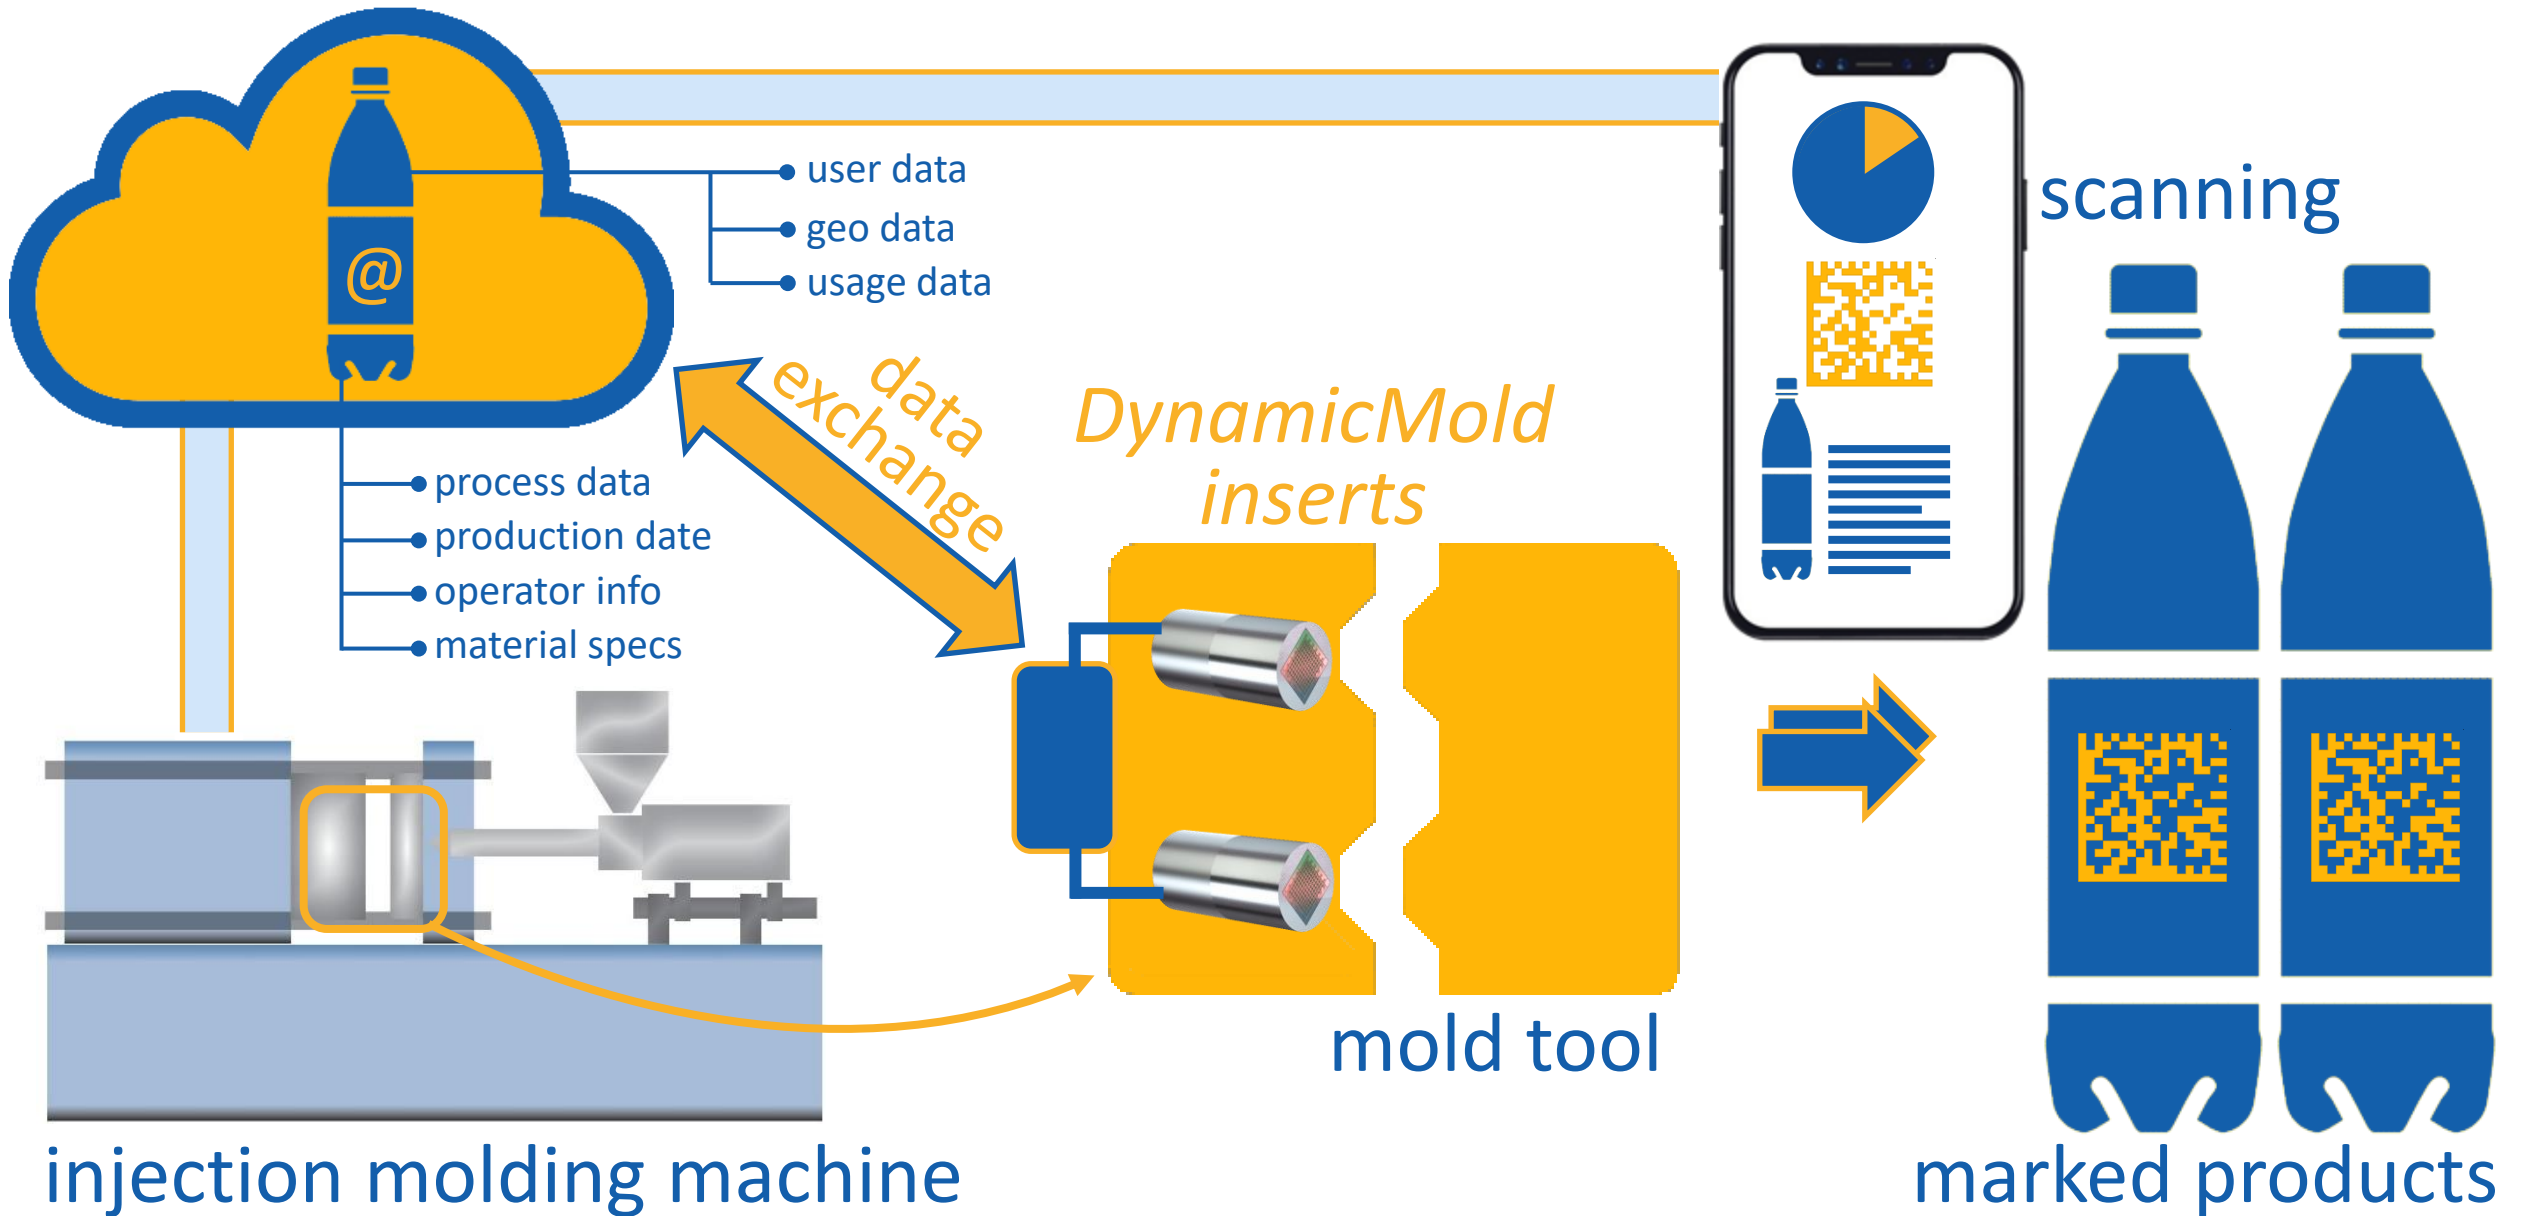 @
user data
geo data
usage data
scanning
data
exchange
DynamicMold
inserts
process data
production date
operator info
material specs
mold tool
injection molding machine
marked products